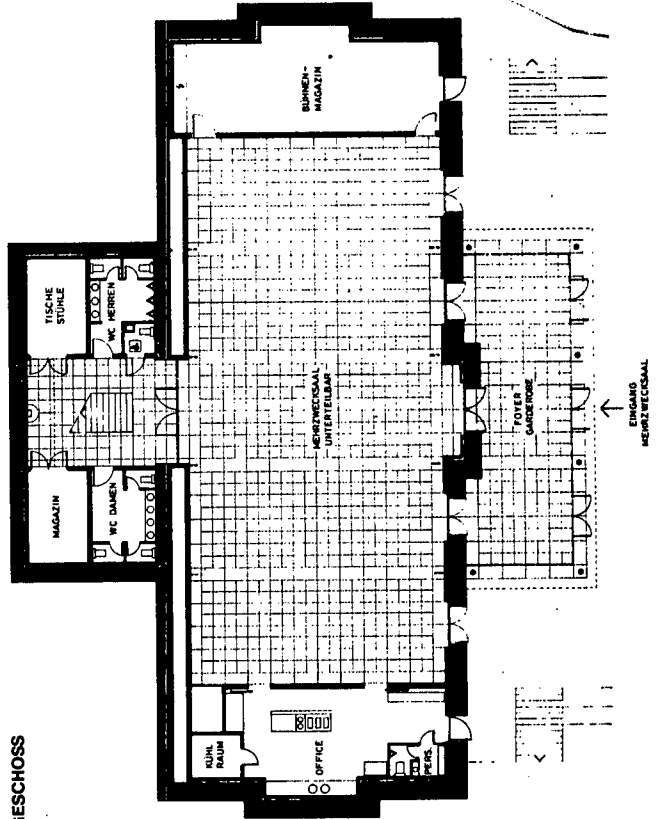 GESCHOSS
TISCHE
STÜHLE
WC HERREN
MAGAZIN
WC DAMEN
BÜHNEN-
MAGAZIN
MEHRZWECKSAAL
UNTERTEILBAR
FOYER
GARDEROBE
EINGANG
MEHRZWECKSAAL
KÜHL
RAUM
OFFICE
PERS.